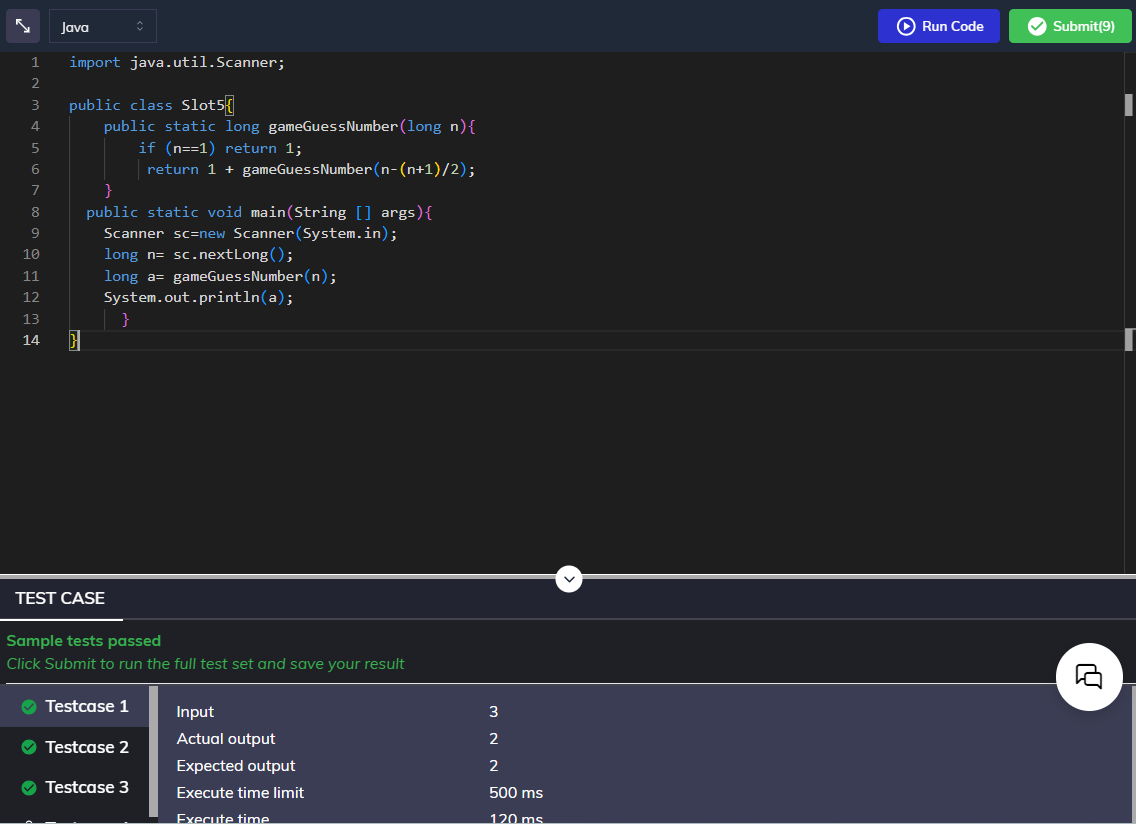 Java
Run Code
Submit(9)
1 import java.util.Scanner;
2
3 public class Slot5{
4 public static long gameGuessNumber(long n){
5 if (n==1) return 1;
6 return 1 + gameGuessNumber(n-(n+1)/2);
7 }
8 public static void main(String [] args){
9 Scanner sc=new Scanner(System.in);
10 long n= sc.nextLong();
11 long a= gameGuessNumber(n);
12 System.out.println(a);
13 }
14 }
TEST CASE
Sample tests passed
Click Submit to run the full test set and save your result
Testcase 1
Testcase 2
Testcase 3
Input 3
Actual output 2
Expected output 2
Execute time limit 500 ms
Execute time 120 ms